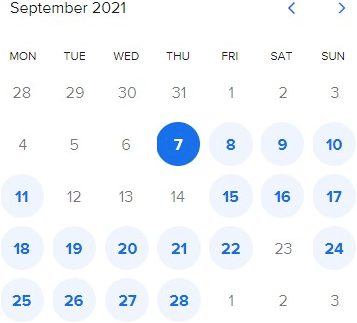 September 2021
MON TUE WED THU FRI SAT SUN
28 29 30 31 1 2 3
4 5 6 7 8 9 10
11 12 13 14 15 16 17
18 19 20 21 22 23 24
25 26 27 28 1 2 3